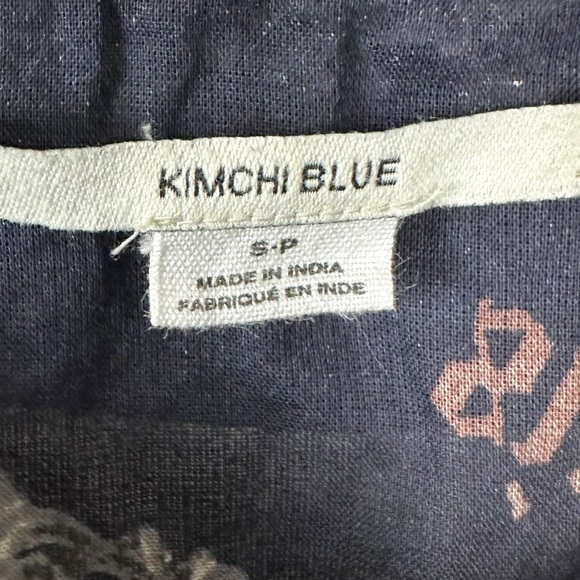 KIMCHI BLUE
S-P
MADE IN INDIA
FABRIQUÉ EN INDE